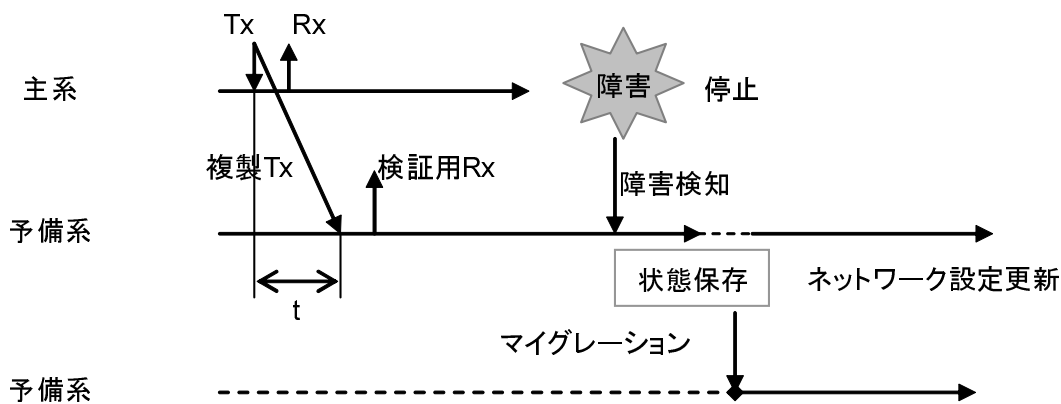 Tx
Rx
主系
障害
停止
複製Tx
検証用Rx
障害検知
予備系
状態保存
ネットワーク設定更新
t
マイグレーション
予備系